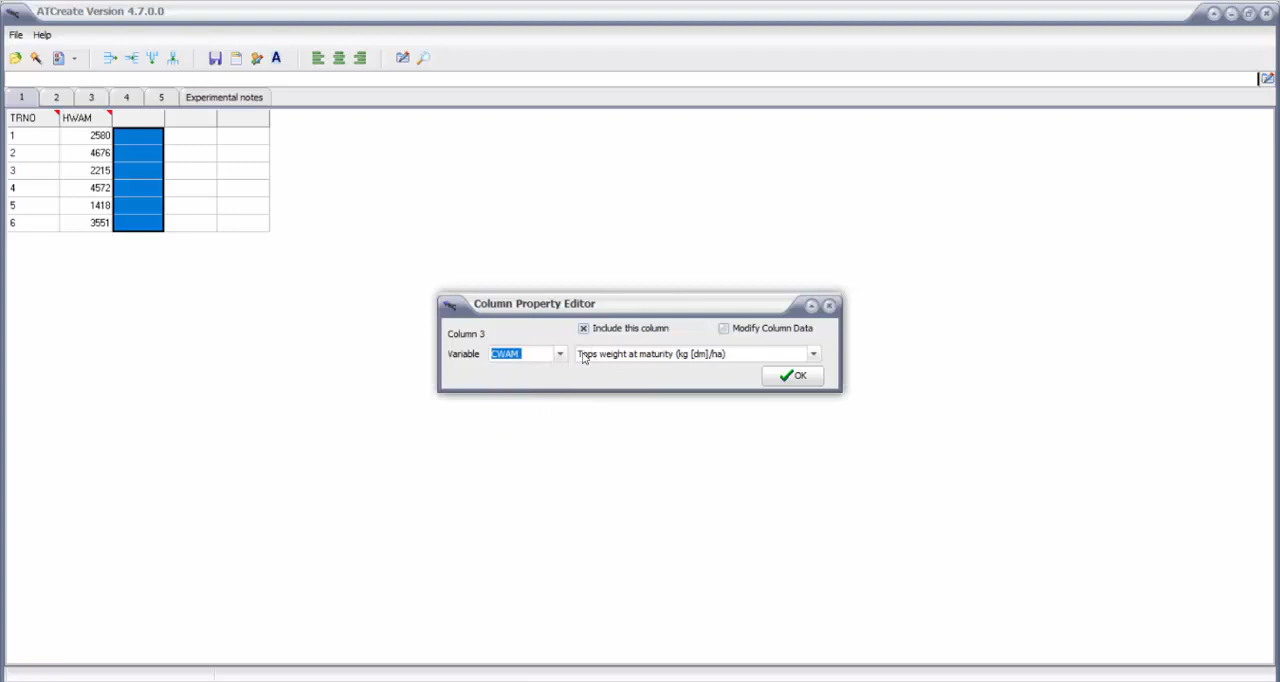 ATCreate Version 4.7.0.0
File Help
A
1 2 3 4 5 Experimental notes
TRNO HWAM
1 2580
2 4676
3 2215
4 4572
5 1418
6 3551
Column Property Editor
Column 3 Include this column Modify Column Data
Variable CWAM Tops weight at maturity (kg [dm]/ha)
OK